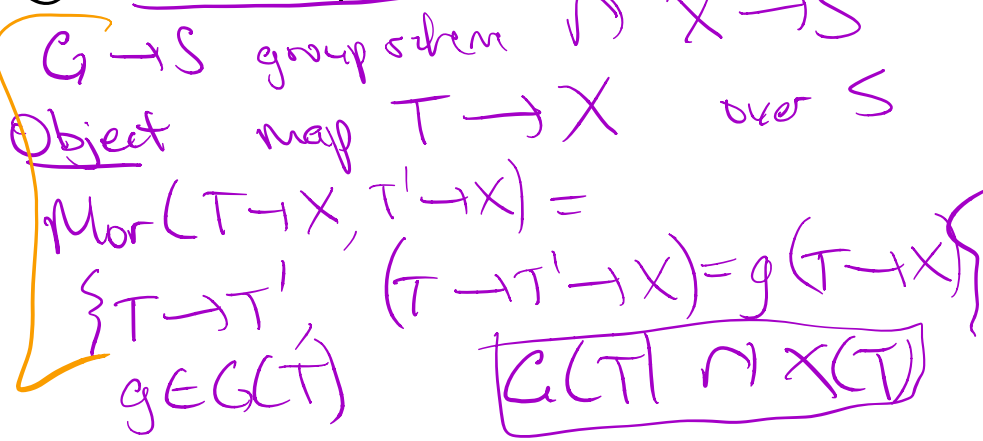 G → S group scheme ↷ X → S
Object map T → X over S
Mor(T → X, T' → X) =
{T → T', (T → T' → X) = g(T → X)}
g ∈ G(T) G(T) ↷ X(T)